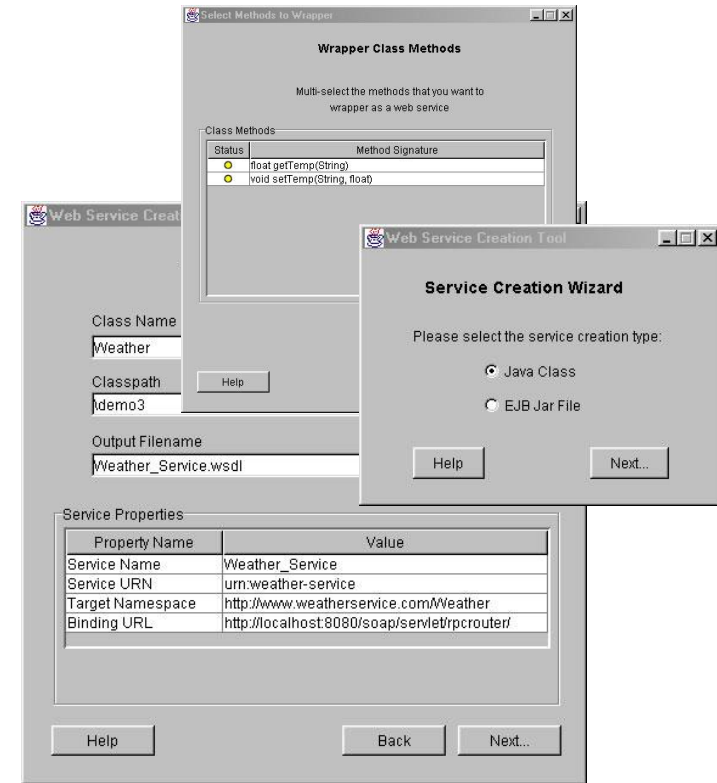 Select Methods to Wrapper
Wrapper Class Methods
Multi-select the methods that you want to
wrapper as a web service
Class Methods
Status Method Signature
float getTemp(String)
void setTemp(String, float)
Help
Web Service Creation Tool
Service Creation Wizard
Please select the service creation type:
Java Class
EJB Jar File
Help Next...
Web Service
Class Name
Weather
Classpath
\demo3
Output Filename
Weather_Service.wsdl
Service Properties
Property Name Value
Service Name Weather_Service
Service URN urn:weather-service
Target Namespace http://www.weatherservice.com/Weather
Binding URL http://localhost:8080/soap/servlet/rpcrouter/
Help Back Next...